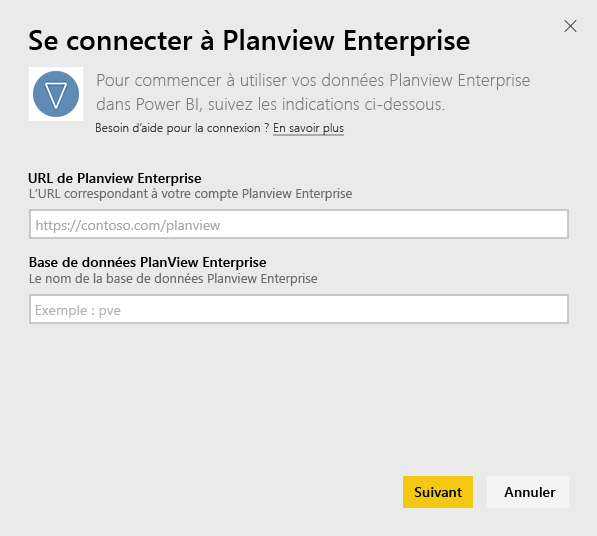 Se connecter à Planview Enterprise
Pour commencer à utiliser vos données Planview Enterprise
dans Power BI, suivez les indications ci-dessous.
Besoin d’aide pour la connexion ? En savoir plus
URL de Planview Enterprise
L’URL correspondant à votre compte Planview Enterprise
https://contoso.com/planview
Base de données PlanView Enterprise
Le nom de la base de données Planview Enterprise
Exemple : pve
Suivant
Annuler